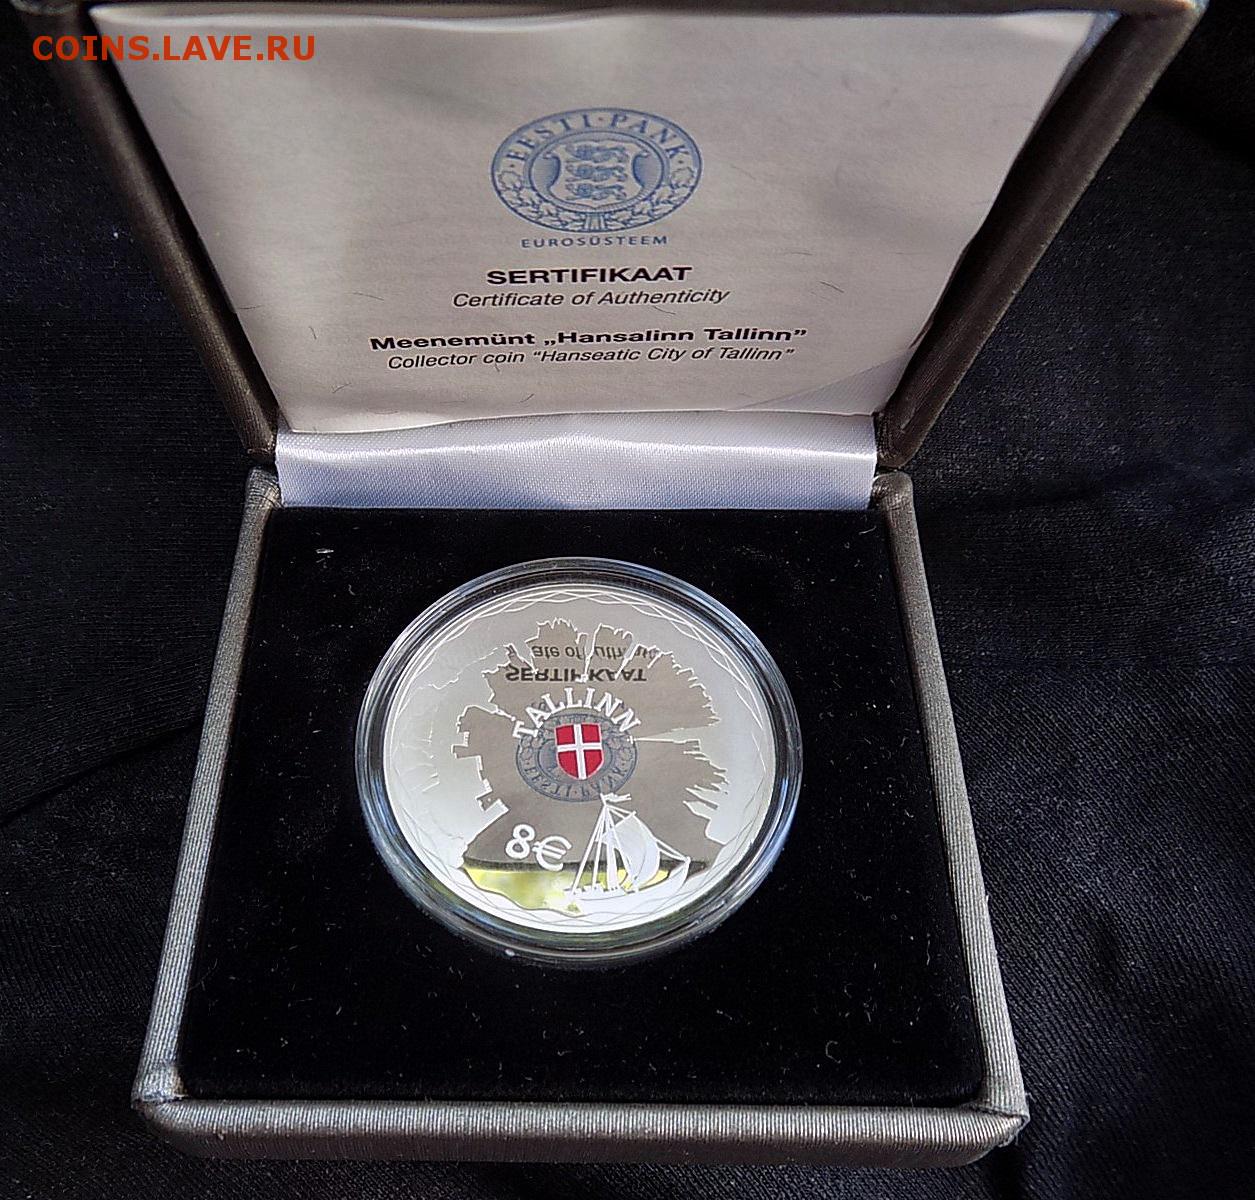 COINS.LAVE.RU
EESTI·PANK
EUROSÜSTEEM
SERTIFIKAAT
Certificate of Authenticity
Meenemünt „Hansalinn Tallinn”
Collector coin “Hanseatic City of Tallinn”
TALLINN
8€